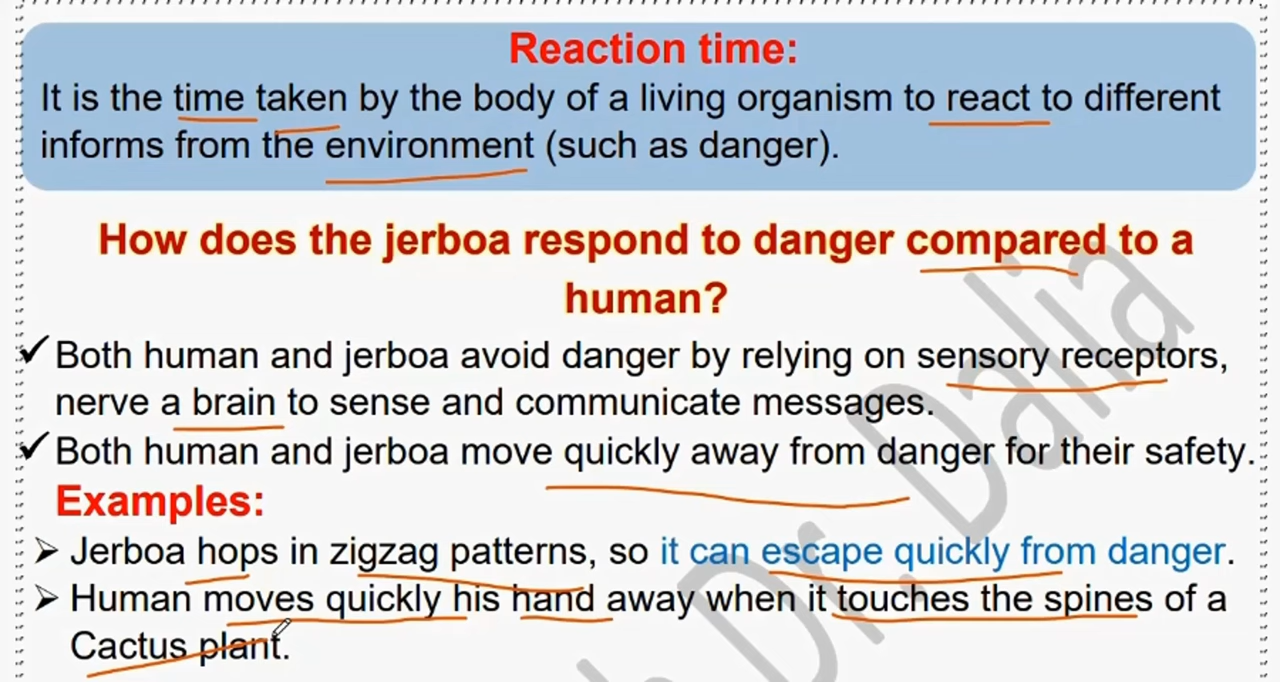 Reaction time:
It is the time taken by the body of a living organism to react to different
informs from the environment (such as danger).
How does the jerboa respond to danger compared to a
human?
✓ Both human and jerboa avoid danger by relying on sensory receptors,
nerve a brain to sense and communicate messages.
✓ Both human and jerboa move quickly away from danger for their safety.
Examples:
➢ Jerboa hops in zigzag patterns, so it can escape quickly from danger.
➢ Human moves quickly his hand away when it touches the spines of a
Cactus plant.
Dr. Dalia